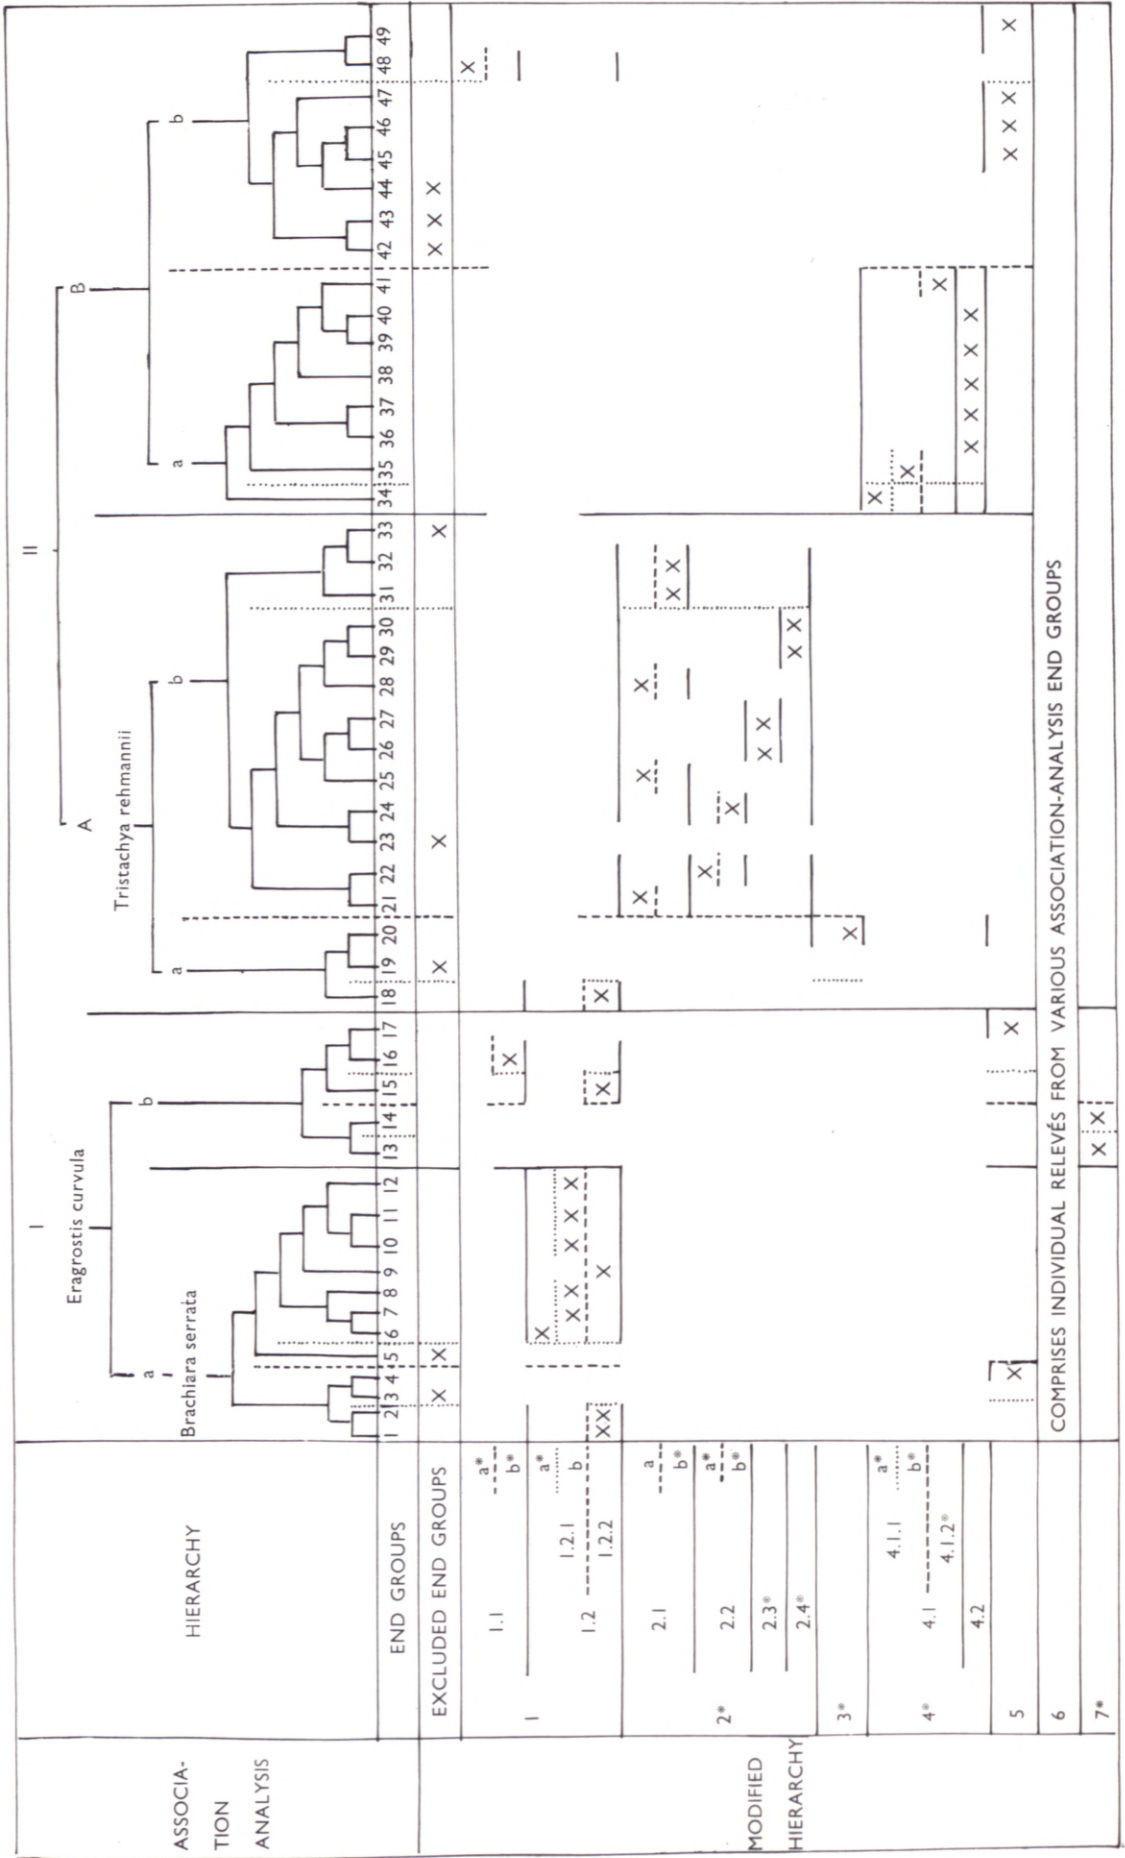 I II
A B
Eragrostis curvula Tristachya rehmannii
a b a b a b
Brachiara serrata
ASSOCIA-
TION
ANALYSIS
HIERARCHY
END GROUPS 1 2 3 4 5 6 7 8 9 10 11 12 13 14 15 16 17 18 19 20 21 22 23 24 25 26 27 28 29 30 31 32 33 34 35 36 37 38 39 40 41 42 43 44 45 46 47 48 49
EXCLUDED END GROUPS X X X X X X X X
MODIFIED
HIERARCHY
1 1.1 a* X
b* X
1.2 1.2.1 a* X
b X X X X X
1.2.2 XX X X X
2* 2.1 a X X X
b* X X
2.2 a* X
b* X
2.3* X X
2.4* X X
3* X
4* 4.1 4.1.1 a* X
b* X
4.1.2* X
4.2 X X X X X
5 X X X X X X
6 COMPRISES INDIVIDUAL RELEVÉS FROM VARIOUS ASSOCIATION-ANALYSIS END GROUPS
7* X X